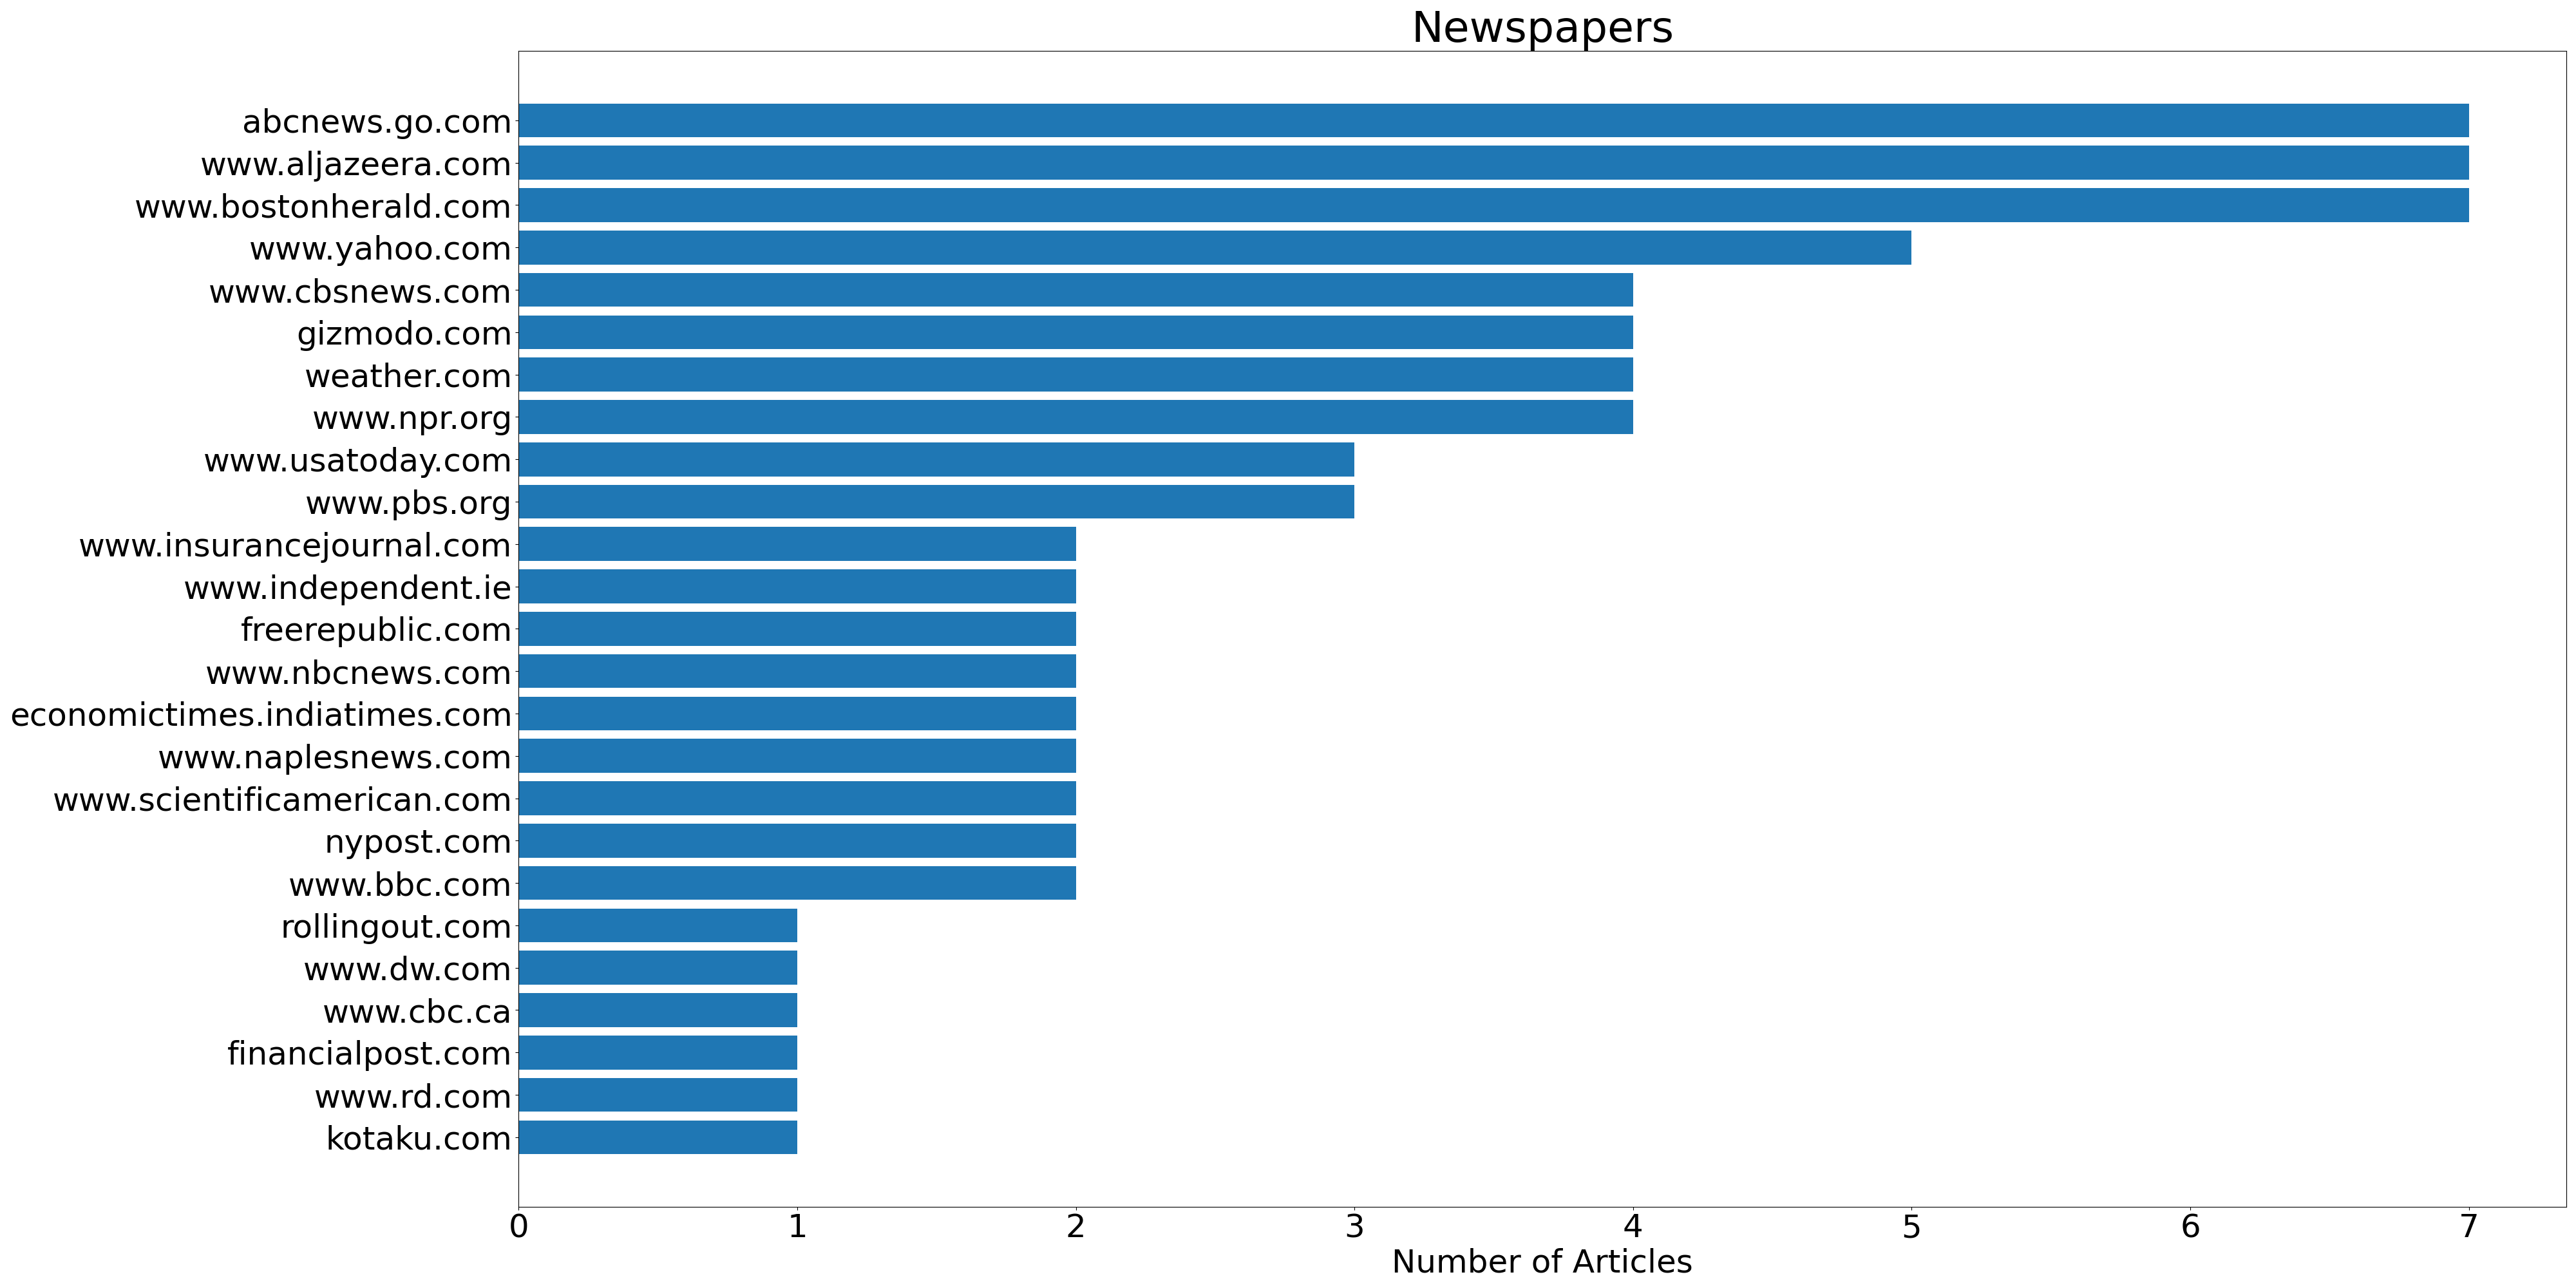 Newspapers
abcnews.go.com
www.aljazeera.com
www.bostonherald.com
www.yahoo.com
www.cbsnews.com
gizmodo.com
weather.com
www.npr.org
www.usatoday.com
www.pbs.org
www.insurancejournal.com
www.independent.ie
freerepublic.com
www.nbcnews.com
economictimes.indiatimes.com
www.naplesnews.com
www.scientificamerican.com
nypost.com
www.bbc.com
rollingout.com
www.dw.com
www.cbc.ca
financialpost.com
www.rd.com
kotaku.com
0 1 2 3 4 5 6 7
Number of Articles